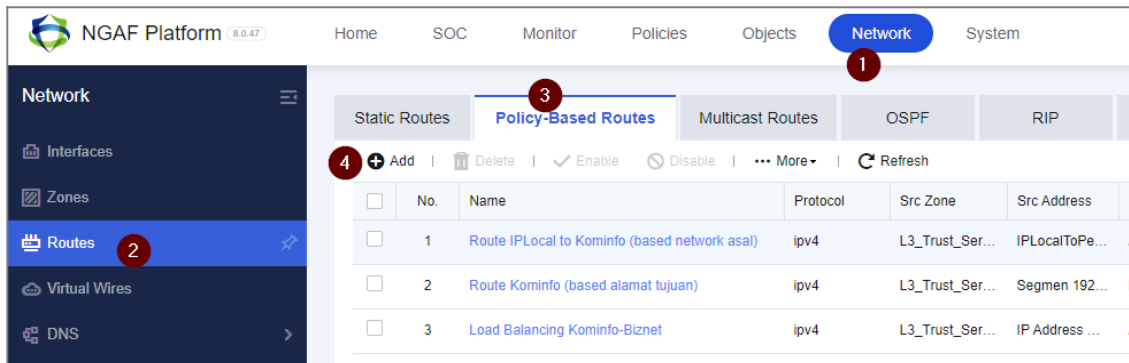 NGAF Platform 8.0.47 Home SOC Monitor Policies Objects Network System
1
Network
3
Static Routes Policy-Based Routes Multicast Routes OSPF RIP
Interfaces
4 Add Delete Enable Disable ••• More Refresh
Zones
No. Name Protocol Src Zone Src Address
Routes 2
1 Route IPLocal to Kominfo (based network asal) ipv4 L3_Trust_Ser... IPLocalToPe...
Virtual Wires
2 Route Kominfo (based alamat tujuan) ipv4 L3_Trust_Ser... Segmen 192...
DNS
3 Load Balancing Kominfo-Biznet ipv4 L3_Trust_Ser... IP Address ...